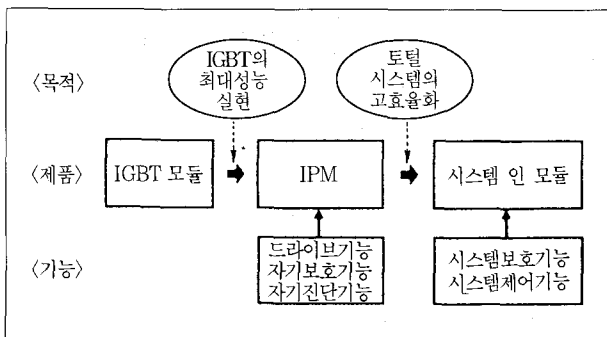 〈목적〉
IGBT의
최대성능
실현
토털
시스템의
고효율화
〈제품〉
IGBT 모듈
IPM
시스템 인 모듈
〈기능〉
드라이브기능
자기보호기능
자기진단기능
시스템보호기능
시스템제어기능